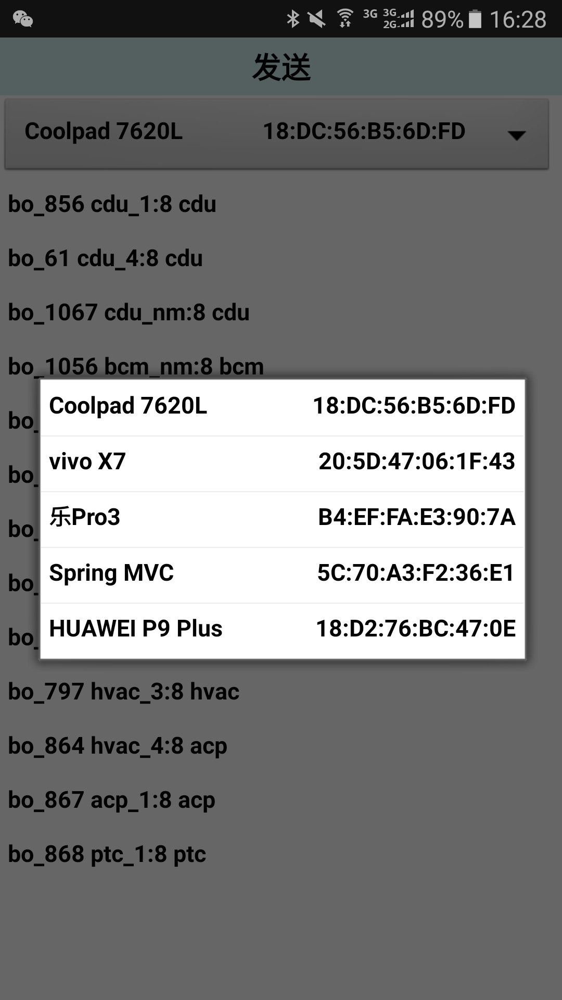 3G 3G 2G 89% 16:28
发送
Coolpad 7620L 18:DC:56:B5:6D:FD
bo_856 cdu_1:8 cdu
bo_61 cdu_4:8 cdu
bo_1067 cdu_nm:8 cdu
bo_1056 bcm_nm:8 bcm
Coolpad 7620L 18:DC:56:B5:6D:FD
bo_
vivo X7 20:5D:47:06:1F:43
bo_
乐Pro3 B4:EF:FA:E3:90:7A
bo_
Spring MVC 5C:70:A3:F2:36:E1
bo_
HUAWEI P9 Plus 18:D2:76:BC:47:0E
bo_
bo_797 hvac_3:8 hvac
bo_864 hvac_4:8 acp
bo_867 acp_1:8 acp
bo_868 ptc_1:8 ptc